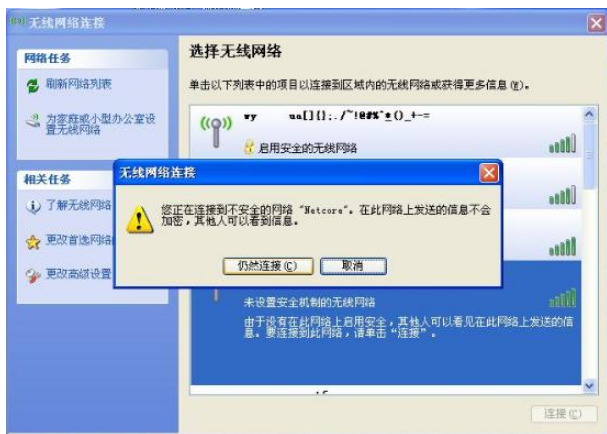 无线网络连接
网络任务
刷新网络列表
为家庭或小型办公室设
置无线网络
相关任务
了解无线网络
更改首选网络
更改高级设置
选择无线网络
单击以下列表中的项目以连接到区域内的无线网络或获得更多信息(W)。
wy ua[]{};./~!@#%^*()_+-=
启用安全的无线网络
无线网络连接
您正在连接到不安全的网络“Netcore”。在此网络上发送的信息不会
加密，其他人可以看到信息。
仍然连接(C)
取消
未设置安全机制的无线网络
由于没有在此网络上启用安全，其他人可以看见在此网络上发送的信
息。要连接到此网络，请单击“连接”。
连接(C)